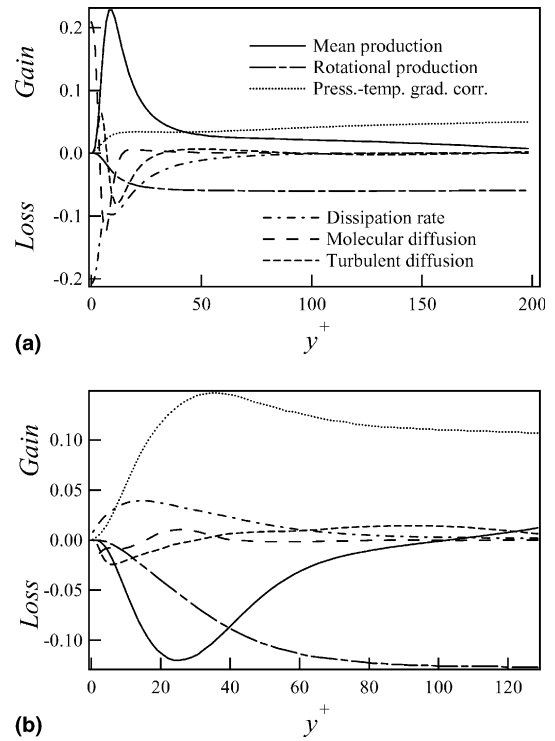 0.2
0.1
0.0
-0.1
-0.2
Gain
Loss
Mean production
Rotational production
Press.-temp. grad. corr.
Dissipation rate
Molecular diffusion
Turbulent diffusion
0 50 100 150 200
(a)
y+
0.10
0.05
0.00
-0.05
-0.10
Gain
Loss
0 20 40 60 80 100 120
(b)
y+